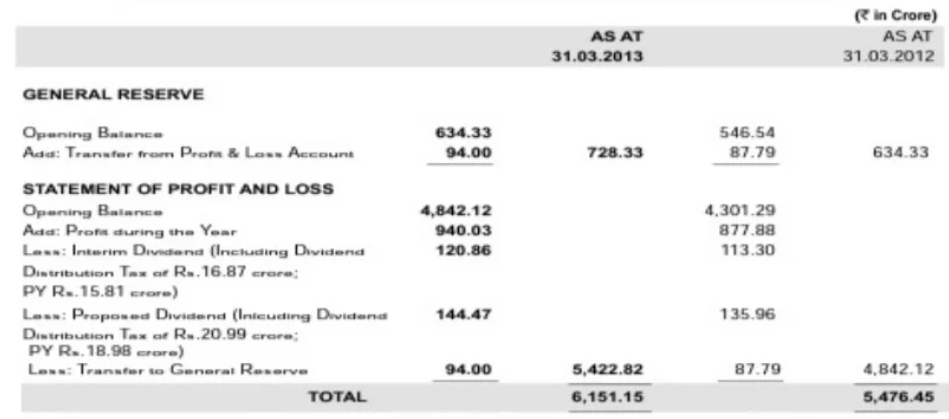 (₹ in Crore)
AS AT AS AT
31.03.2013 31.03.2012
GENERAL RESERVE
Opening Balance 634.33 546.54
Add: Transfer from Profit & Loss Account 94.00 728.33 87.79 634.33
STATEMENT OF PROFIT AND LOSS
Opening Balance 4,842.12 4,301.29
Add: Profit during the Year 940.03 877.88
Less: Interim Dividend (Including Dividend 120.86 113.30
Distribution Tax of Rs.16.87 crore;
PY Rs.15.81 crore)
Less: Proposed Dividend (Inlcuding Dividend 144.47 135.96
Distribution Tax of Rs.20.99 crore;
PY Rs.18.98 crore)
Less: Transfer to General Reserve 94.00 5,422.82 87.79 4,842.12
TOTAL 6,151.15 5,476.45